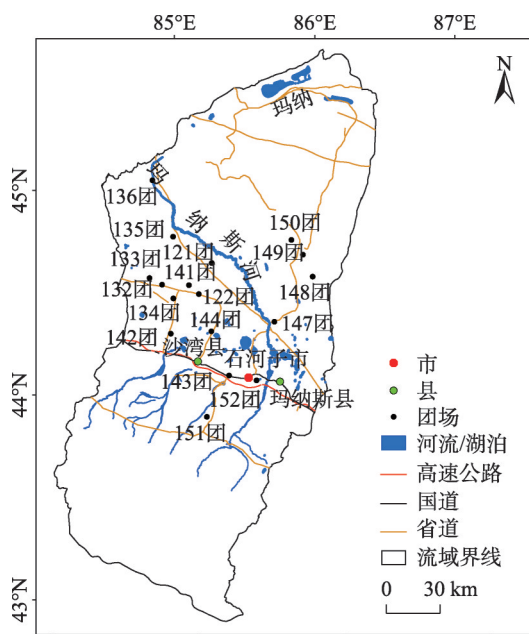 85°E 86°E 87°E
N
玛纳
45°N
玛
纳
斯
河
136团
150团
135团
149团
121团
133团
141团
132团
148团
122团
134团
144团
147团
142团
沙湾县
石河子市
市
143团
玛纳斯县
县
44°N
152团
团场
151团
河流/湖泊
高速公路
国道
省道
流域界线
0 30 km
43°N